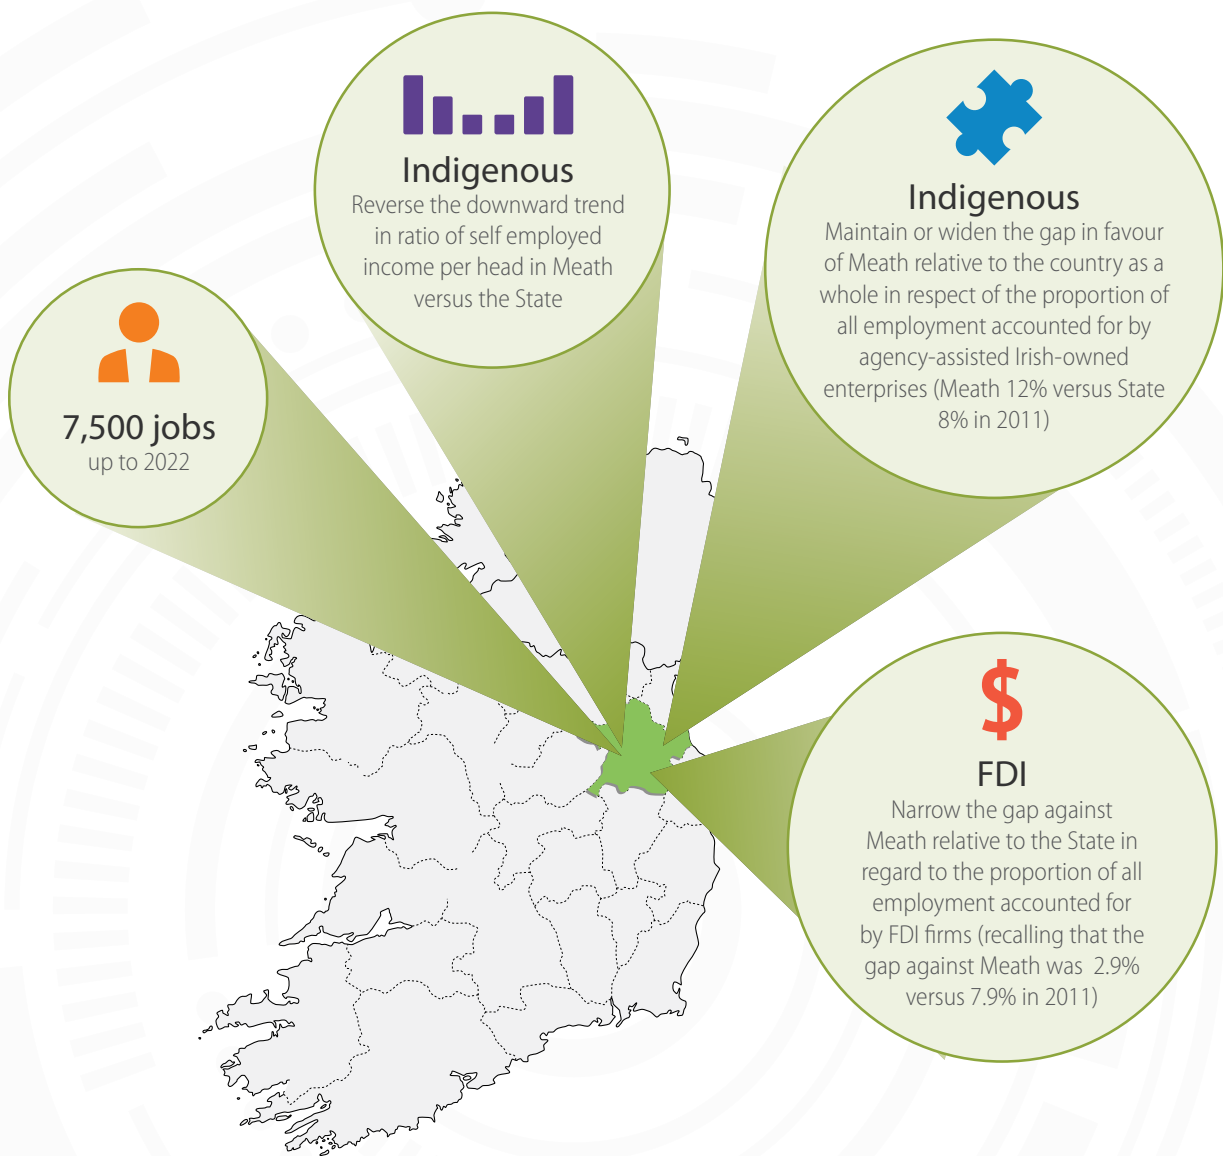 Indigenous
Reverse the downward trend
in ratio of self employed
income per head in Meath
versus the State
Indigenous
Maintain or widen the gap in favour
of Meath relative to the country as a
whole in respect of the proportion of
all employment accounted for by
agency-assisted Irish-owned
enterprises (Meath 12% versus State
8% in 2011)
7,500 jobs
up to 2022
$
FDI
Narrow the gap against
Meath relative to the State in
regard to the proportion of all
employment accounted for
by FDI firms (recalling that the
gap against Meath was 2.9%
versus 7.9% in 2011)